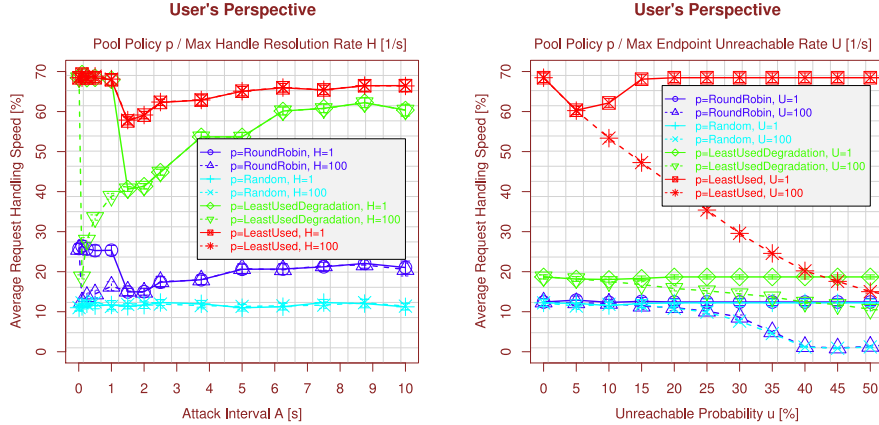 User's Perspective
Pool Policy p / Max Handle Resolution Rate H [1/s]
Average Request Handling Speed [%]
70
60
50
40
30
20
10
0
p=RoundRobin, H=1
p=RoundRobin, H=100
p=Random, H=1
p=Random, H=100
p=LeastUsedDegradation, H=1
p=LeastUsedDegradation, H=100
p=LeastUsed, H=1
p=LeastUsed, H=100
0 1 2 3 4 5 6 7 8 9 10
Attack Interval A [s]
User's Perspective
Pool Policy p / Max Endpoint Unreachable Rate U [1/s]
Average Request Handling Speed [%]
70
60
50
40
30
20
10
0
p=RoundRobin, U=1
p=RoundRobin, U=100
p=Random, U=1
p=Random, U=100
p=LeastUsedDegradation, U=1
p=LeastUsedDegradation, U=100
p=LeastUsed, U=1
p=LeastUsed, U=100
0 5 10 15 20 25 30 35 40 45 50
Unreachable Probability u [%]